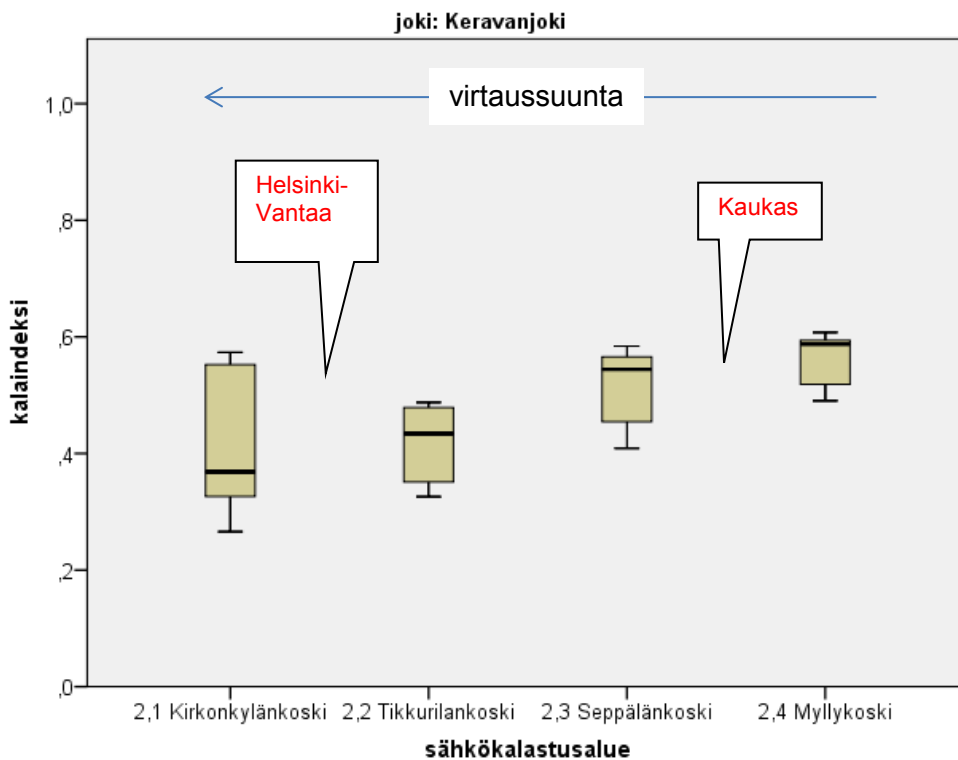 joki: Keravanjoki
virtaussuunta
Helsinki-
Vantaa
Kaukas
kalaindeksi
1,0
,8
,6
,4
,2
,0
2,1 Kirkonkylänkoski
2,2 Tikkurilankoski
2,3 Seppälänkoski
2,4 Myllykoski
sähkökalastusalue